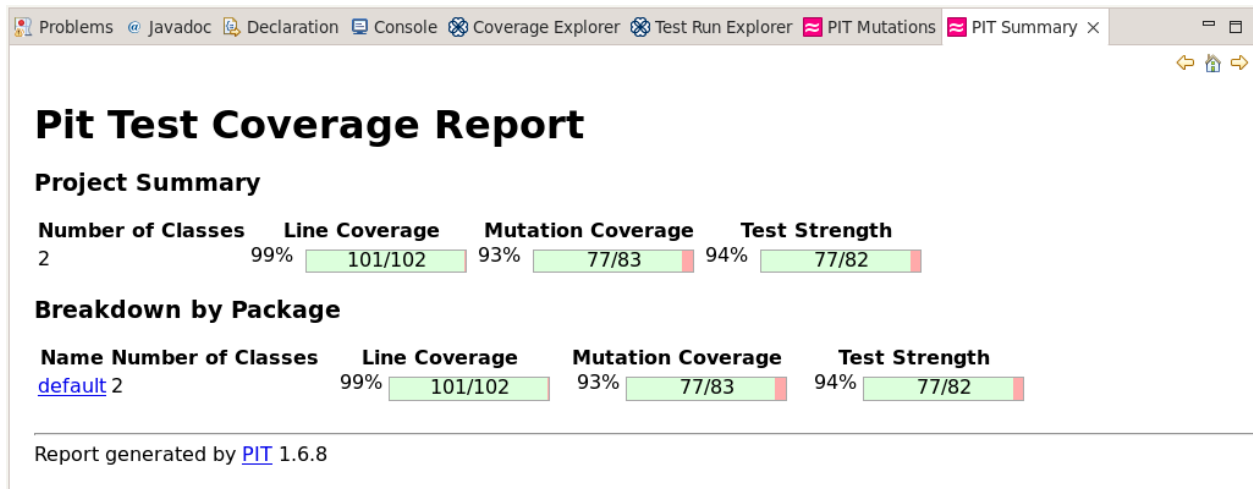 Problems @ Javadoc Declaration Console Coverage Explorer Test Run Explorer PIT Mutations PIT Summary
Pit Test Coverage Report
Project Summary
Number of Classes Line Coverage Mutation Coverage Test Strength
2 99% 101/102 93% 77/83 94% 77/82
Breakdown by Package
Name Number of Classes Line Coverage Mutation Coverage Test Strength
default 2 99% 101/102 93% 77/83 94% 77/82
Report generated by PIT 1.6.8